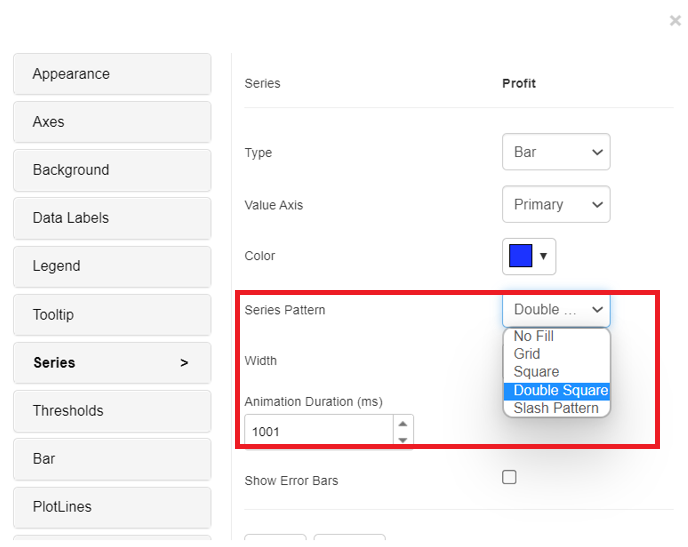 ×
Appearance
Axes
Background
Data Labels
Legend
Tooltip
Series >
Thresholds
Bar
PlotLines
Series Profit
Type Bar
Value Axis Primary
Color
Series Pattern Double ...
No Fill
Grid
Square
Double Square
Slash Pattern
Width
Animation Duration (ms)
1001
Show Error Bars